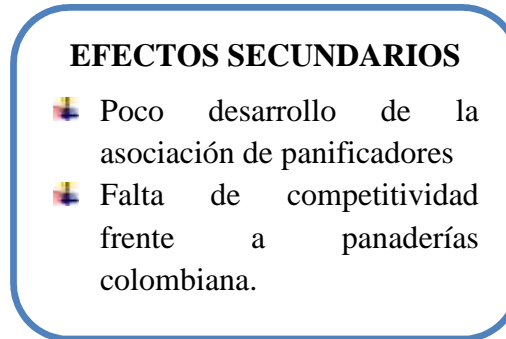 EFECTOS SECUNDARIOS
Poco desarrollo de la
asociación de panificadores
Falta de competitividad
frente a panaderías
colombiana.